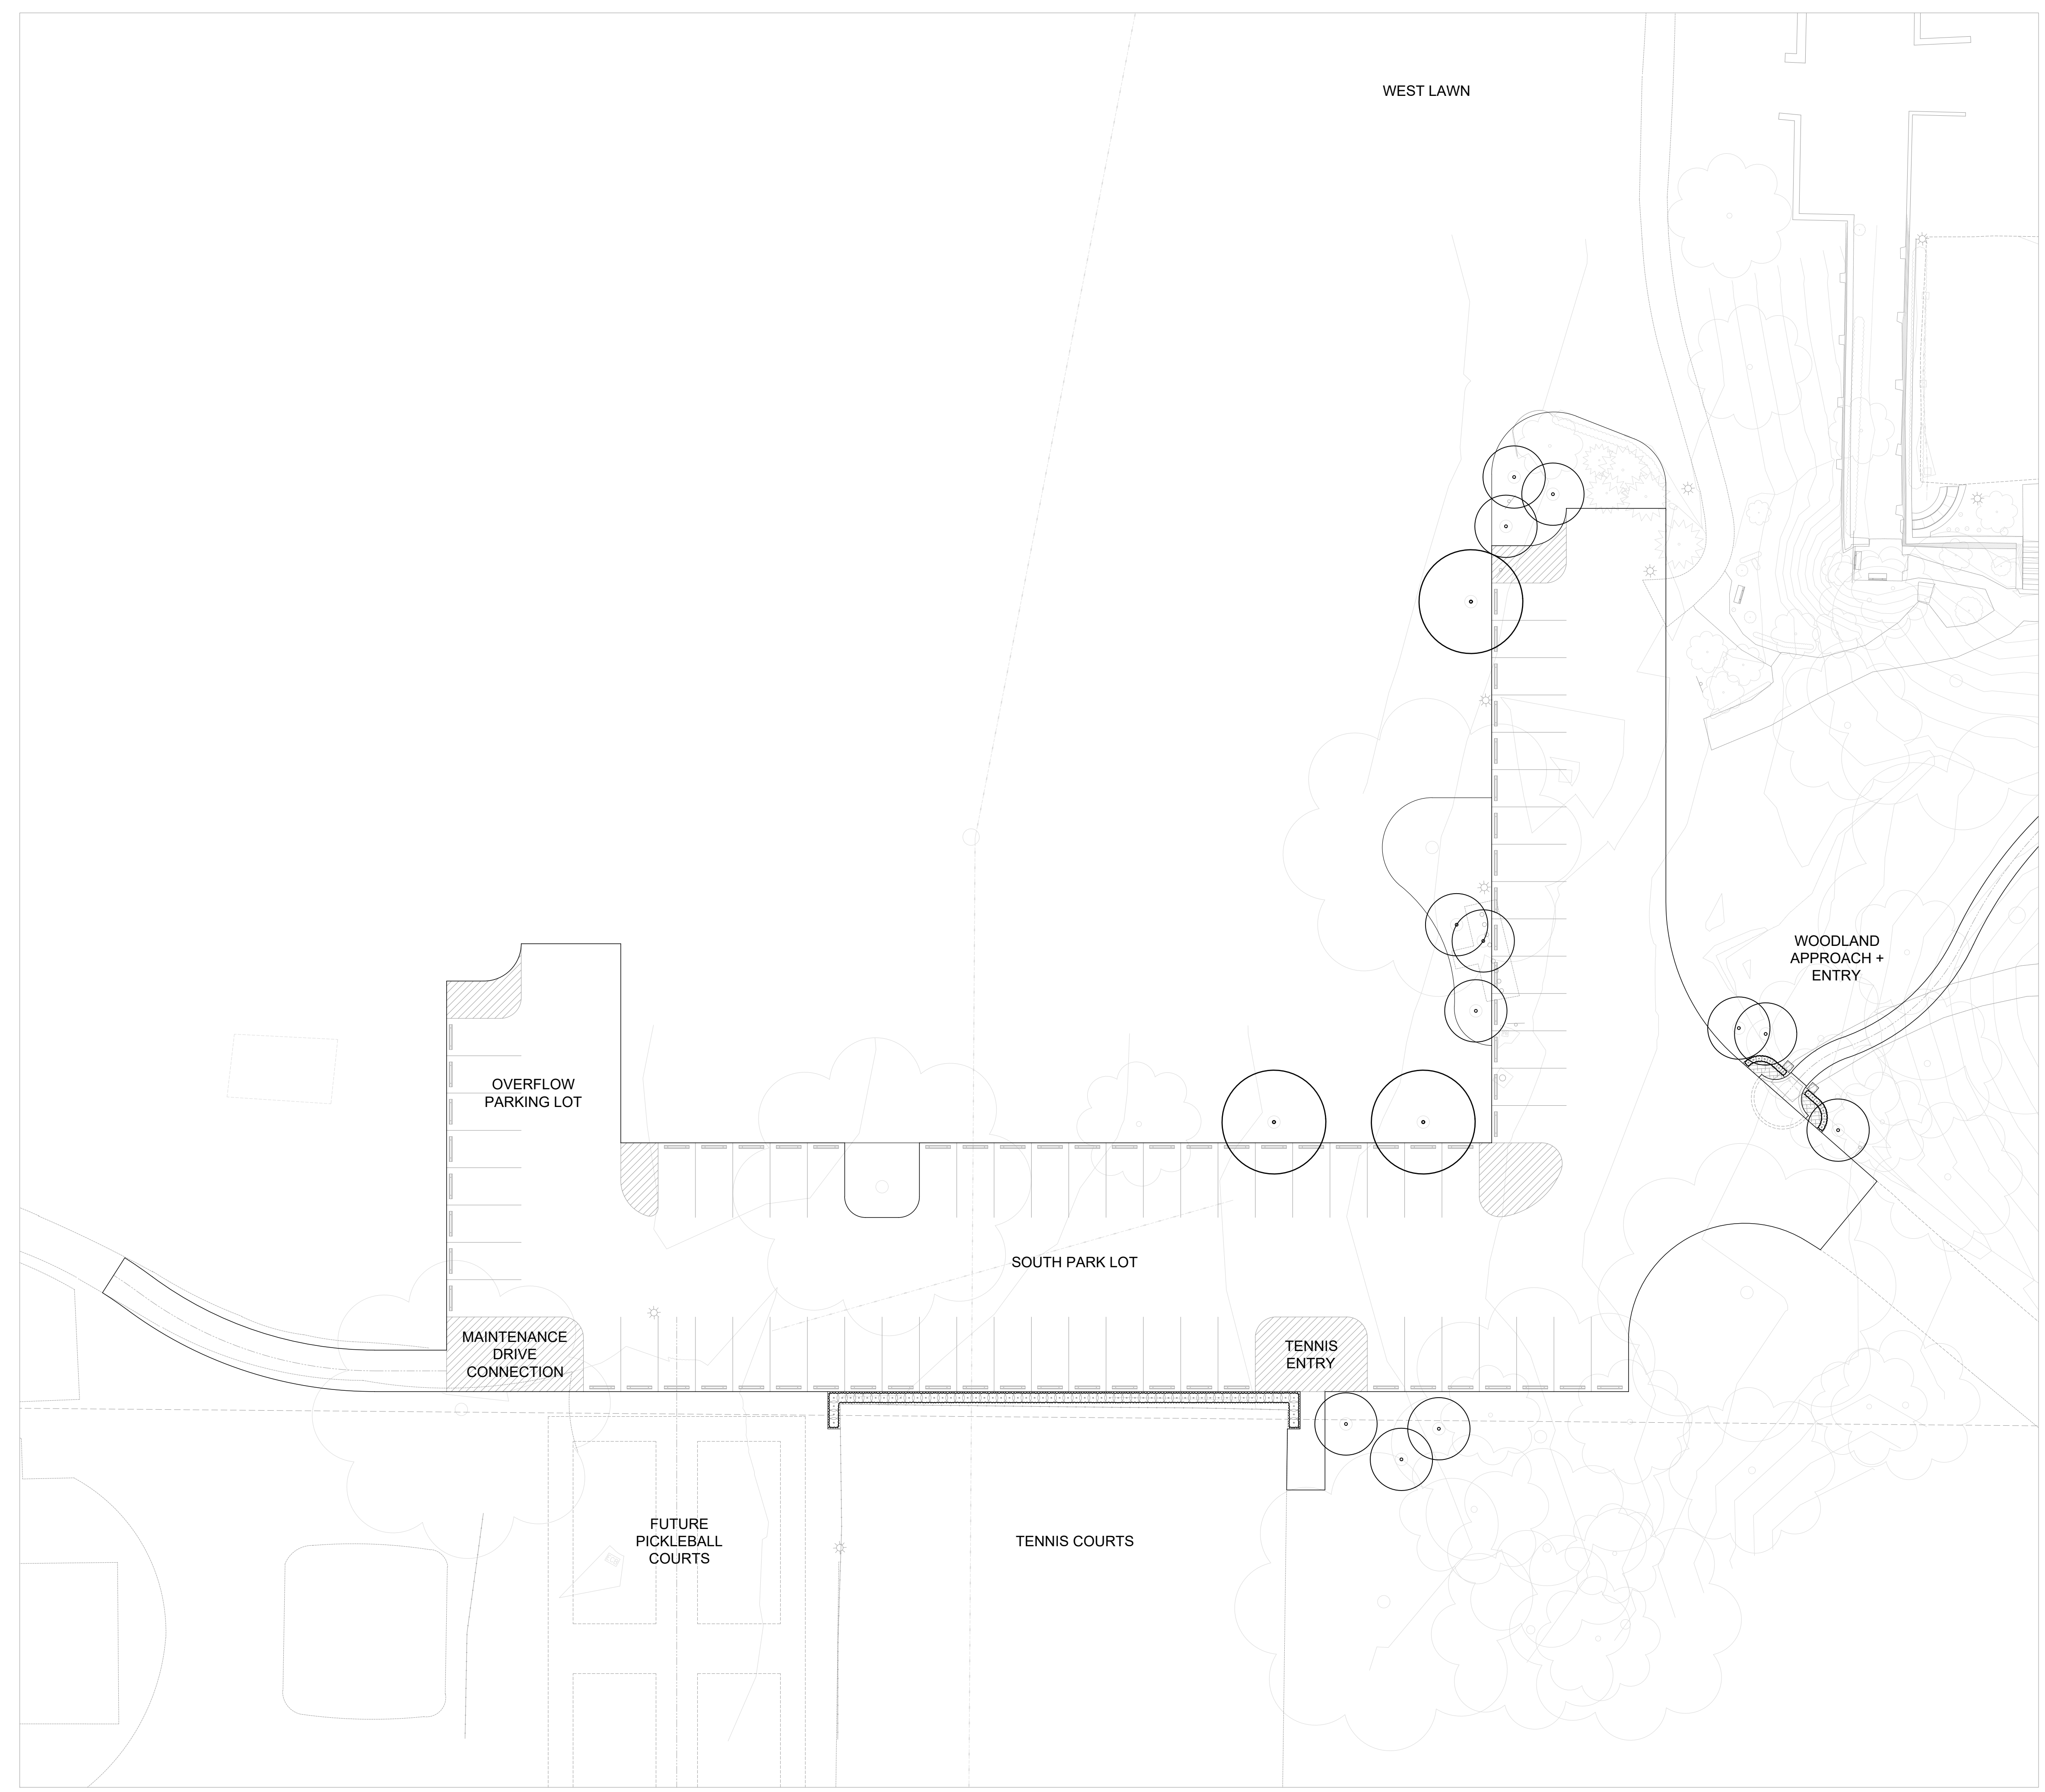 WEST LAWN
WOODLAND
APPROACH +
ENTRY
OVERFLOW
PARKING LOT
SOUTH PARK LOT
MAINTENANCE
DRIVE
CONNECTION
TENNIS
ENTRY
FUTURE
PICKLEBALL
COURTS
TENNIS COURTS